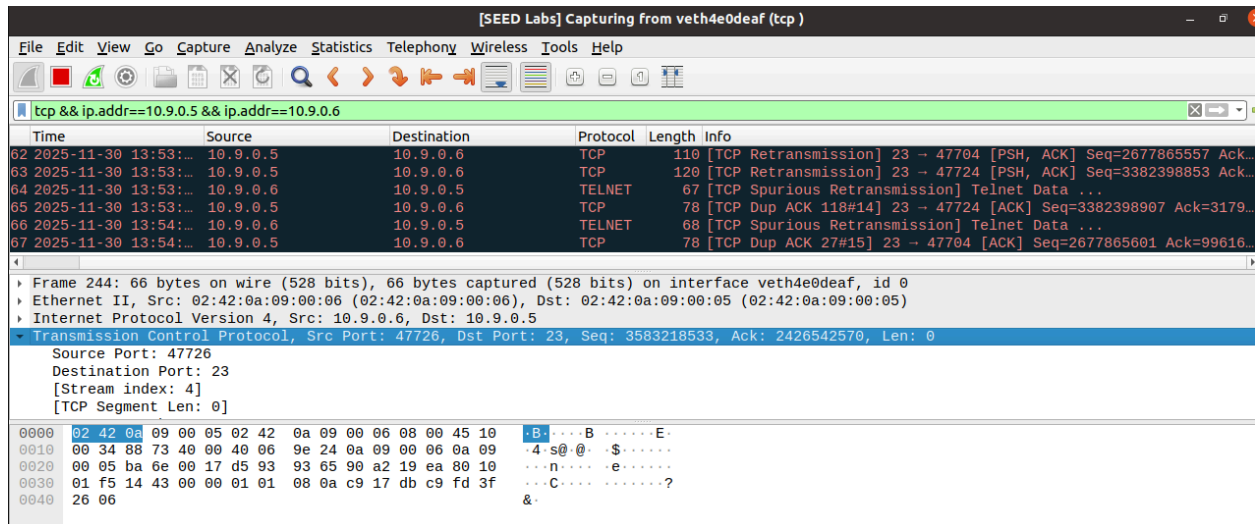 [SEED Labs] Capturing from veth4e0deaf (tcp )
File Edit View Go Capture Analyze Statistics Telephony Wireless Tools Help
tcp && ip.addr==10.9.0.5 && ip.addr==10.9.0.6
Time Source Destination Protocol Length Info
62 2025-11-30 13:53:… 10.9.0.5 10.9.0.6 TCP 110 [TCP Retransmission] 23 → 47704 [PSH, ACK] Seq=2677865557 Ack…
63 2025-11-30 13:53:… 10.9.0.5 10.9.0.6 TCP 120 [TCP Retransmission] 23 → 47724 [PSH, ACK] Seq=3382398853 Ack…
64 2025-11-30 13:53:… 10.9.0.6 10.9.0.5 TELNET 67 [TCP Spurious Retransmission] Telnet Data ...
65 2025-11-30 13:53:… 10.9.0.5 10.9.0.6 TCP 78 [TCP Dup ACK 118#14] 23 → 47724 [ACK] Seq=3382398907 Ack=3179…
66 2025-11-30 13:54:… 10.9.0.6 10.9.0.5 TELNET 68 [TCP Spurious Retransmission] Telnet Data ...
67 2025-11-30 13:54:… 10.9.0.5 10.9.0.6 TCP 78 [TCP Dup ACK 27#15] 23 → 47704 [ACK] Seq=2677865601 Ack=99616…
Frame 244: 66 bytes on wire (528 bits), 66 bytes captured (528 bits) on interface veth4e0deaf, id 0
Ethernet II, Src: 02:42:0a:09:00:06 (02:42:0a:09:00:06), Dst: 02:42:0a:09:00:05 (02:42:0a:09:00:05)
Internet Protocol Version 4, Src: 10.9.0.6, Dst: 10.9.0.5
Transmission Control Protocol, Src Port: 47726, Dst Port: 23, Seq: 3583218533, Ack: 2426542570, Len: 0
Source Port: 47726
Destination Port: 23
[Stream index: 4]
[TCP Segment Len: 0]
0000 02 42 0a 09 00 05 02 42 0a 09 00 06 08 00 45 10 ·B·····B ······E·
0010 00 34 88 73 40 00 40 06 9e 24 0a 09 00 06 0a 09 ·4·s@·@· ·$······
0020 00 05 ba 6e 00 17 d5 93 93 65 90 a2 19 ea 80 10 ···n···· ·e······
0030 01 f5 14 43 00 00 01 01 08 0a c9 17 db c9 fd 3f ···C···· ·······?
0040 26 06 &·